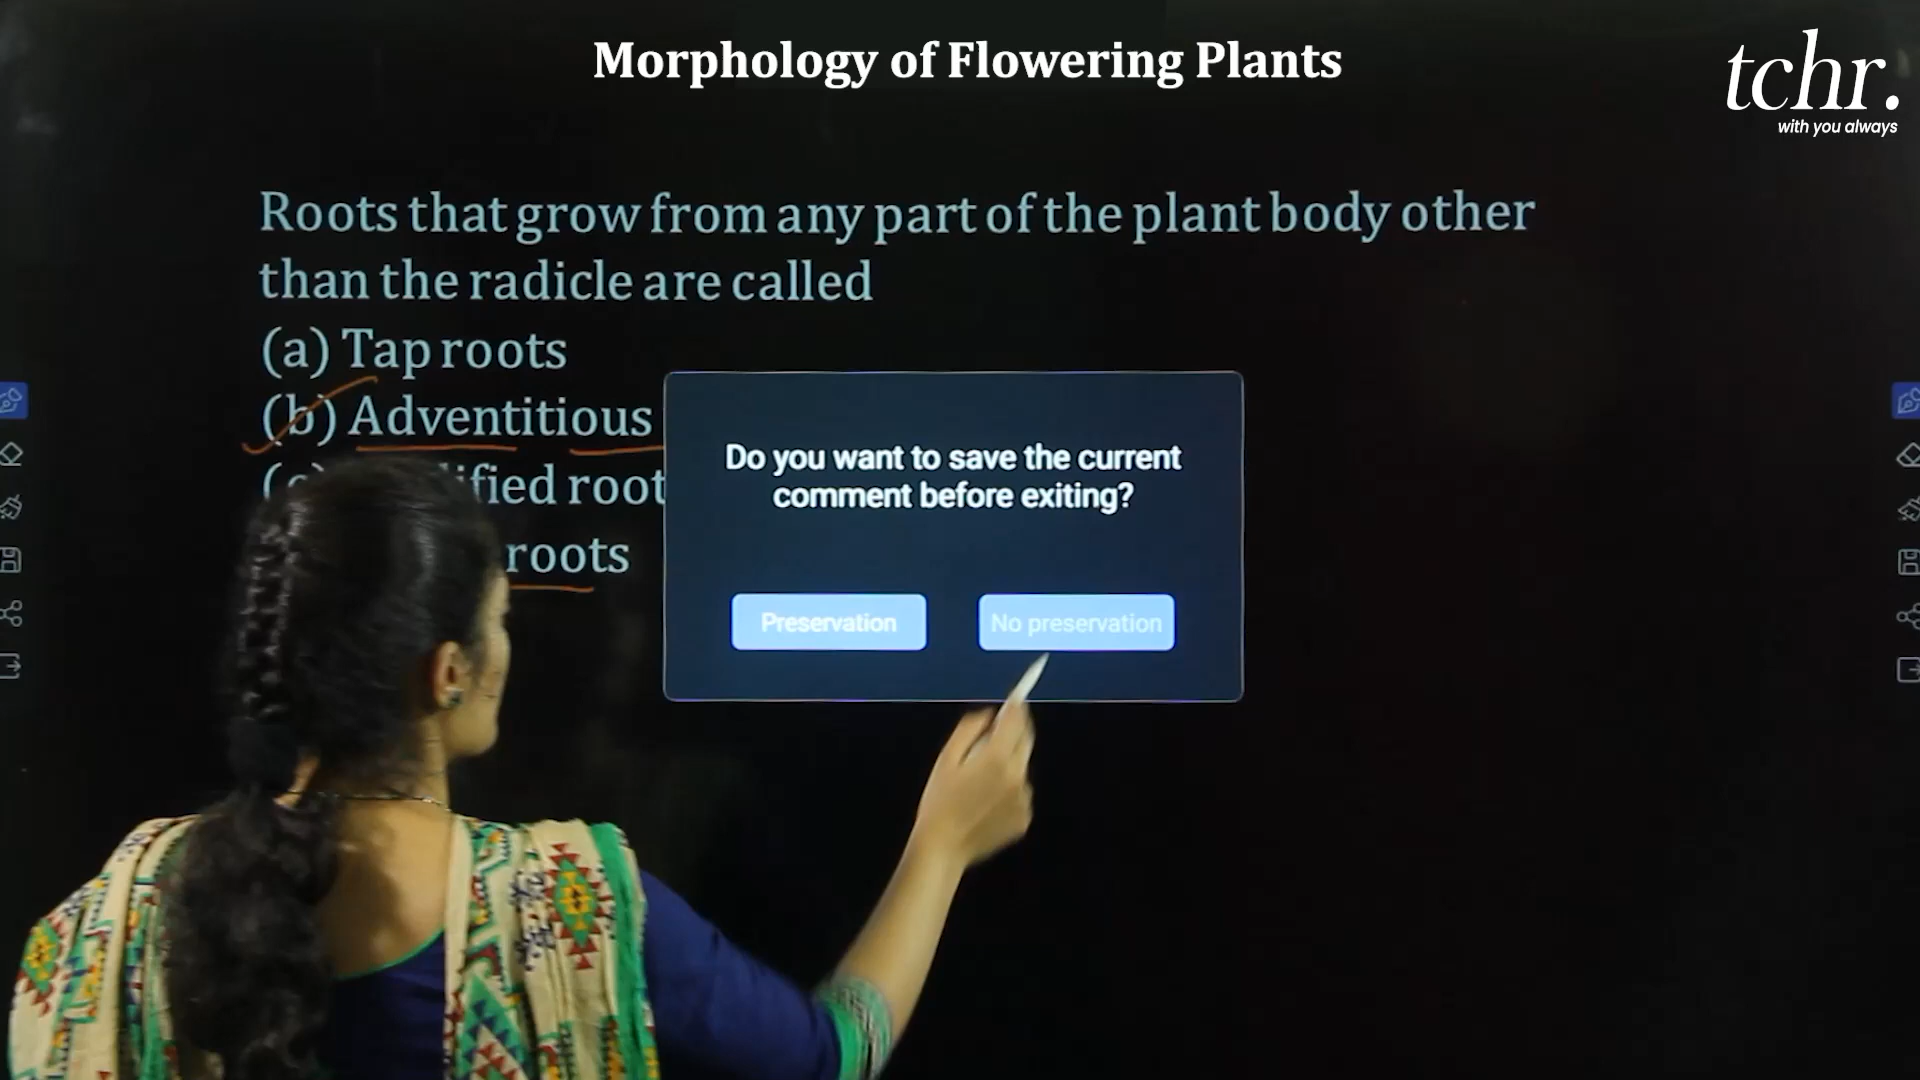 Morphology of Flowering Plants
tchr.
with you always
Roots that grow from any part of the plant body other
than the radicle are called
(a) Tap roots
(b) Adventitious
root
roots
Do you want to save the current
comment before exiting?
Preservation
No preservation